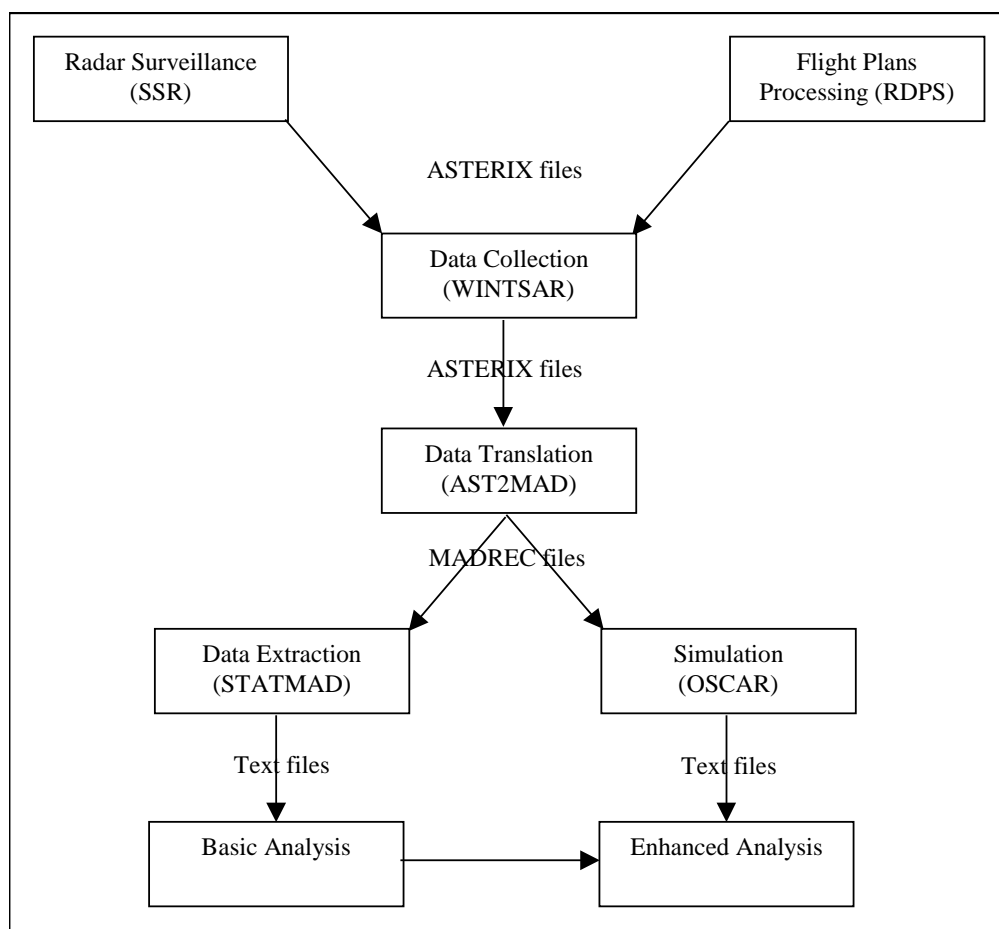 Radar Surveillance
(SSR)
Flight Plans
Processing (RDPS)
ASTERIX files
Data Collection
(WINTSAR)
ASTERIX files
Data Translation
(AST2MAD)
MADREC files
Data Extraction
(STATMAD)
Simulation
(OSCAR)
Text files
Text files
Basic Analysis
Enhanced Analysis